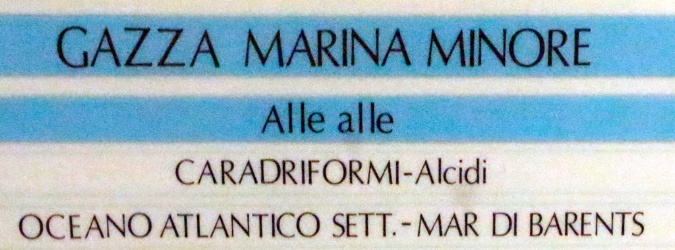 GAZZA MARINA MINORE
Alle alle
CARADRIFORMI-Alcidi
OCEANO ATLANTICO SETT.-MAR DI BARENTS